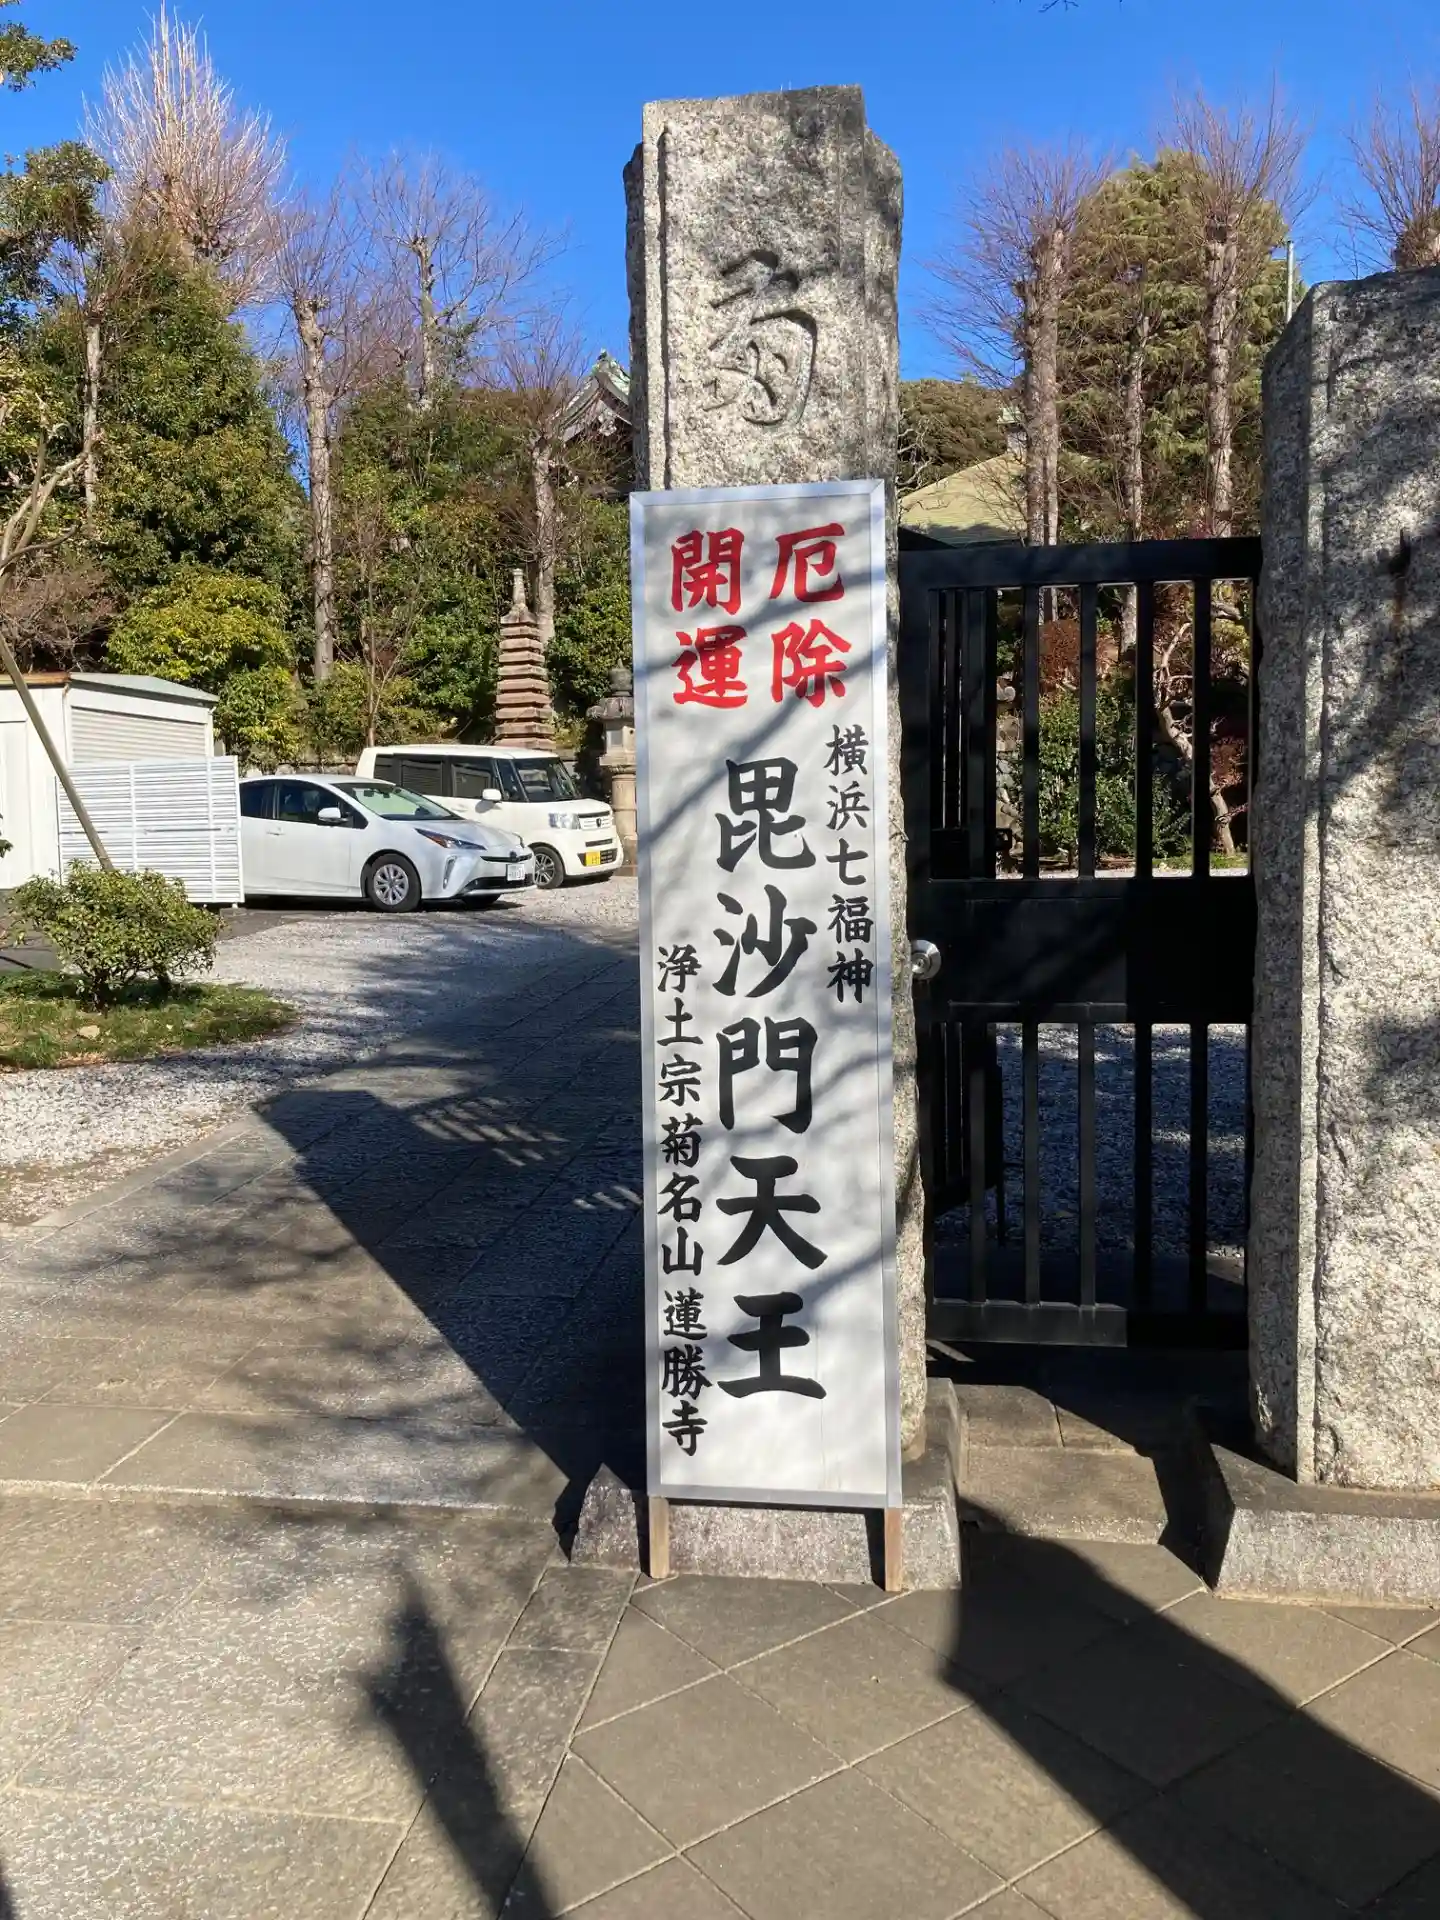 菊
厄除
開運
横浜七福神
毘沙門天王
浄土宗菊名山蓮勝寺